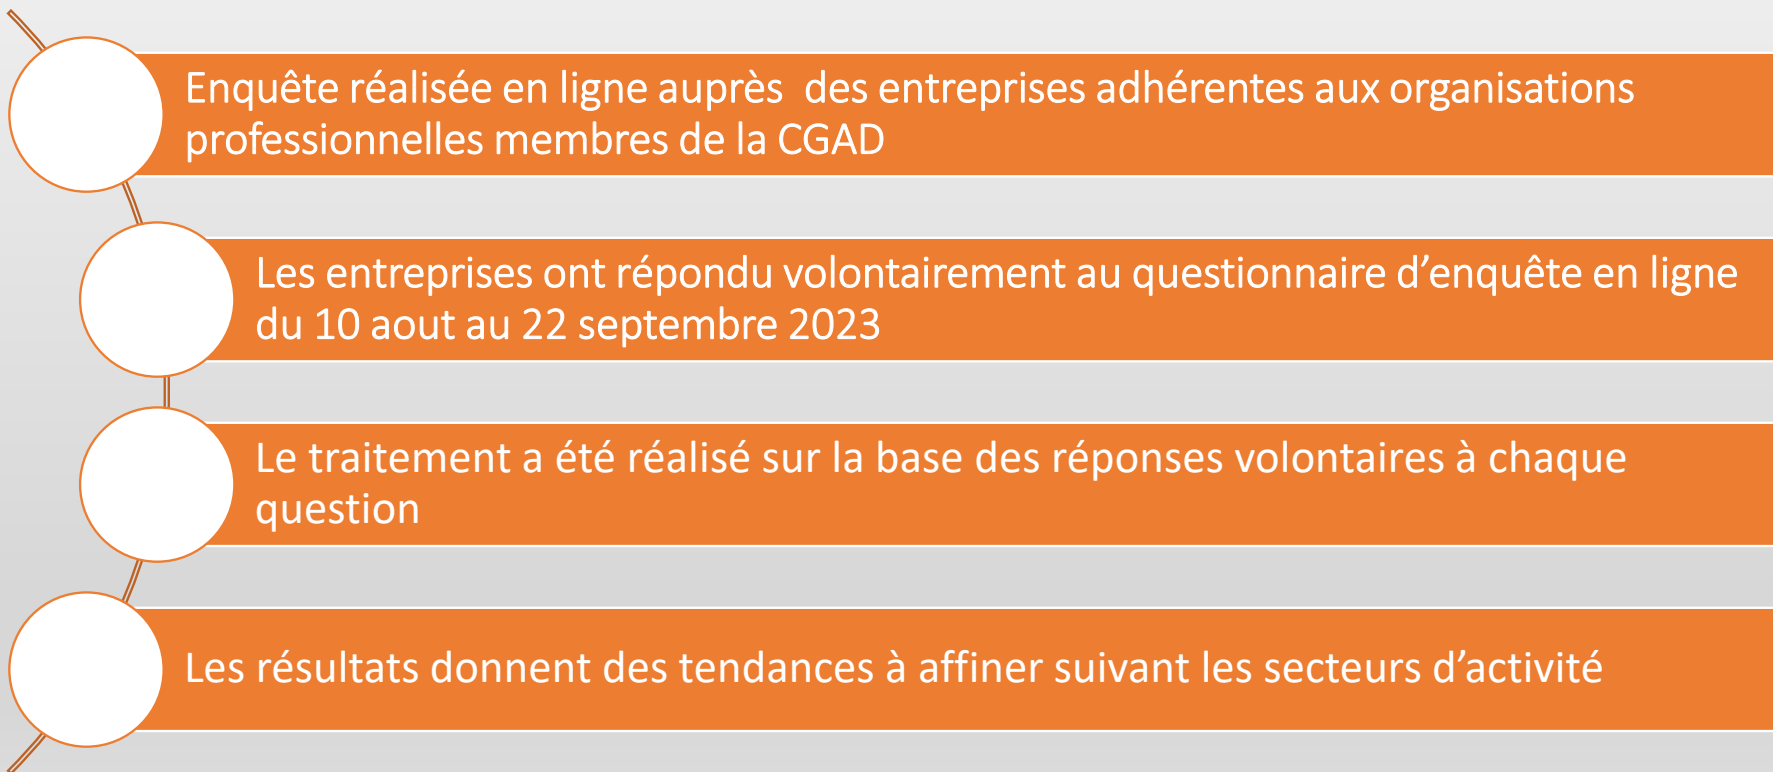 Enquête réalisée en ligne auprès  des entreprises adhérentes aux organisations
professionnelles membres de la CGAD
Les entreprises ont répondu volontairement au questionnaire d’enquête en ligne
du 10 aout au 22 septembre 2023
Le traitement a été réalisé sur la base des réponses volontaires à chaque
question
Les résultats donnent des tendances à affiner suivant les secteurs d’activité